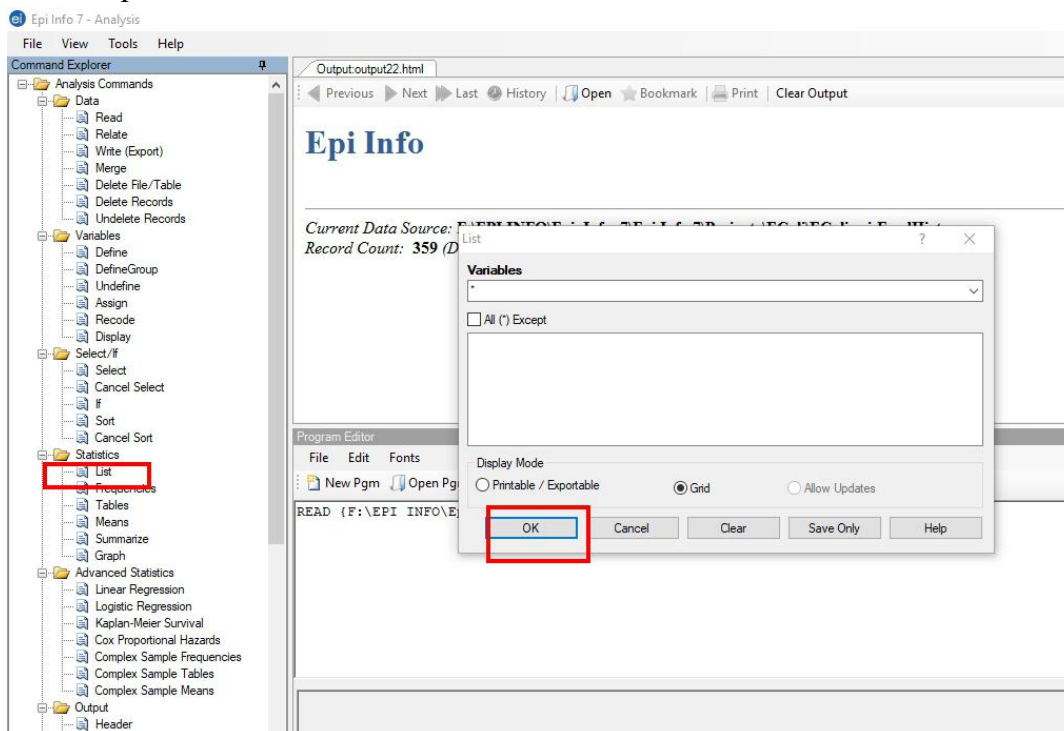 Epi Info 7 - Analysis
File View Tools Help
Command Explorer
Analysis Commands
Data
Read
Relate
Write (Export)
Merge
Delete File/Table
Delete Records
Undelete Records
Variables
Define
DefineGroup
Undefine
Assign
Recode
Display
Select/If
Select
Cancel Select
If
Sort
Cancel Sort
Statistics
List
Frequencies
Tables
Means
Summarize
Graph
Advanced Statistics
Linear Regression
Logistic Regression
Kaplan-Meier Survival
Cox Proportional Hazards
Complex Sample Frequencies
Complex Sample Tables
Complex Sample Means
Output
Header
Output:output22.html
Previous Next Last History Open Bookmark Print Clear Output
Epi Info
Current Data Source:
Record Count: 359 (D
List
Variables
*
All (*) Except
Display Mode
Printable / Exportable Grid Allow Updates
OK Cancel Clear Save Only Help
Program Editor
File Edit Fonts
New Pgm Open Pg
READ {F:\EPI INFO\E